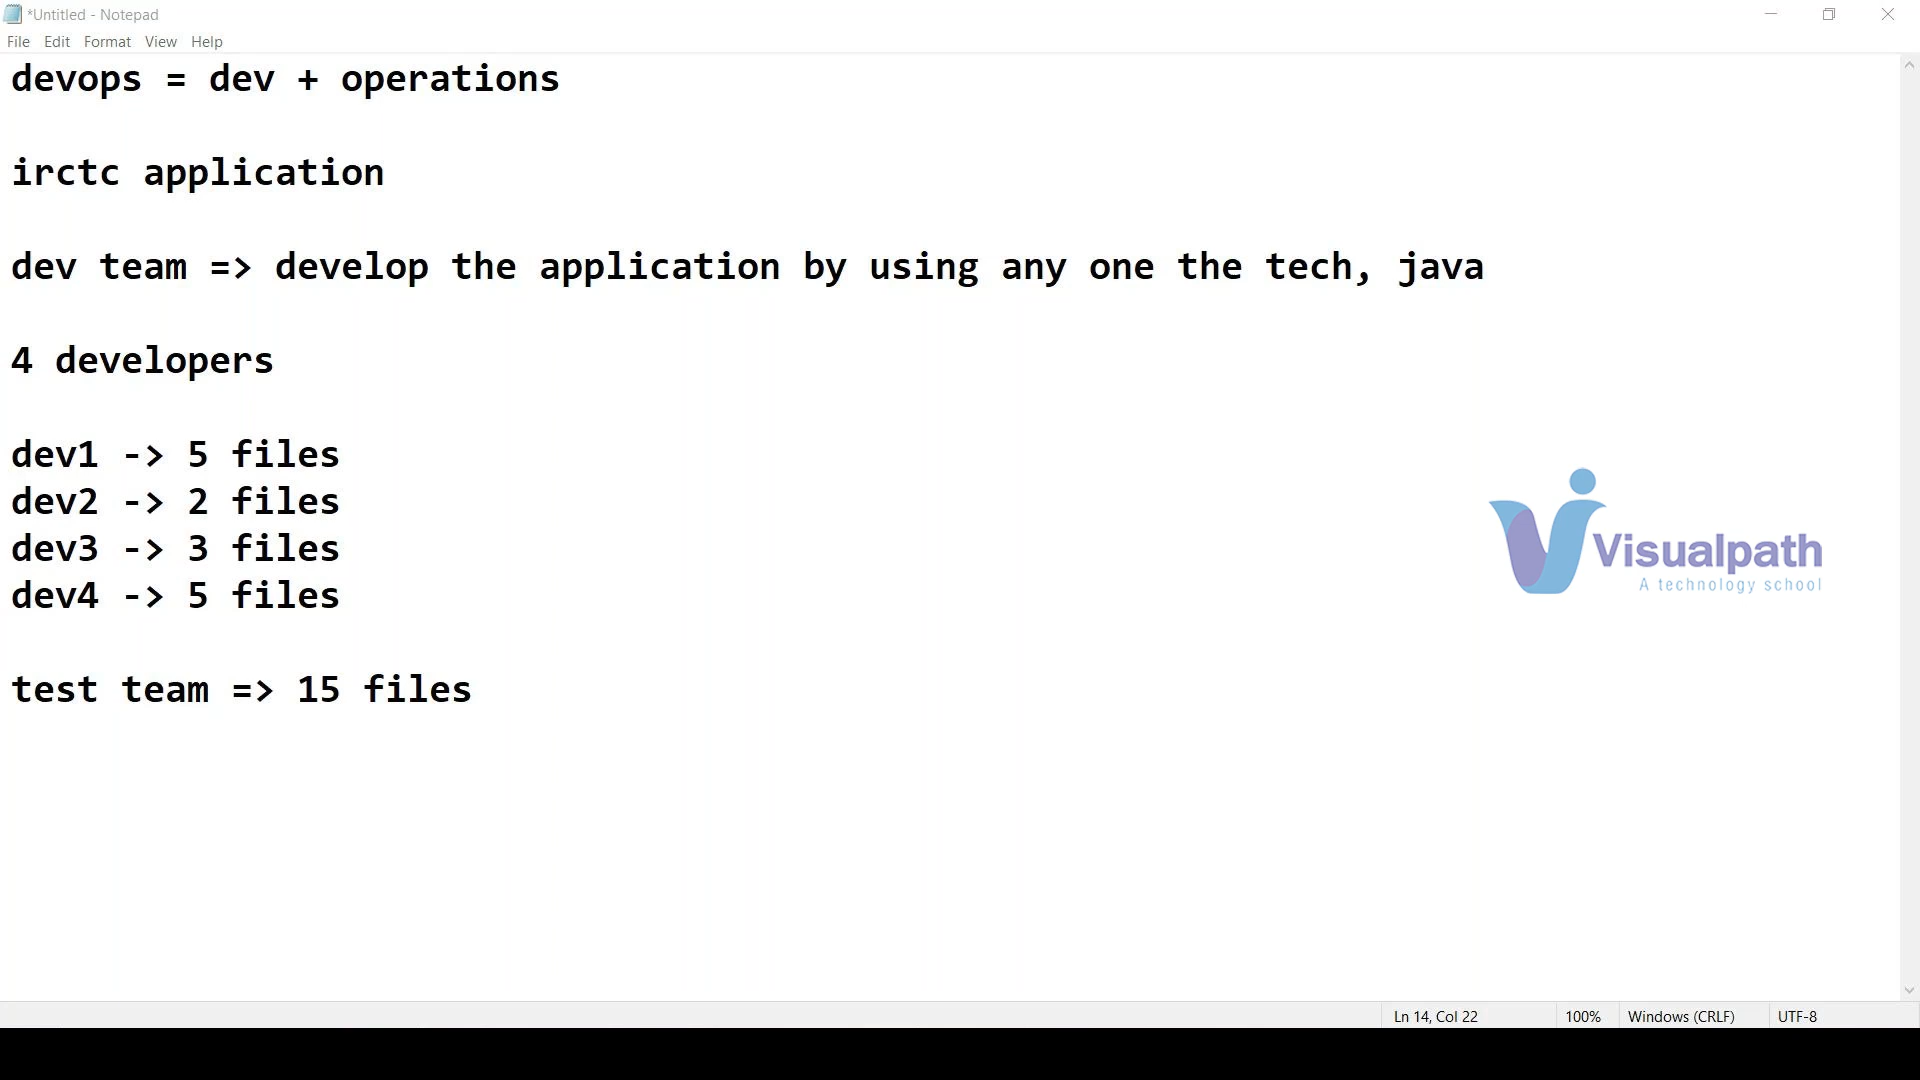 *Untitled - Notepad
File Edit Format View Help
devops = dev + operations
irctc application
dev team => develop the application by using any one the tech, java
4 developers
dev1 -> 5 files
dev2 -> 2 files
dev3 -> 3 files
dev4 -> 5 files
test team => 15 files
Visualpath
A technology school
Ln 14, Col 22 100% Windows (CRLF) UTF-8